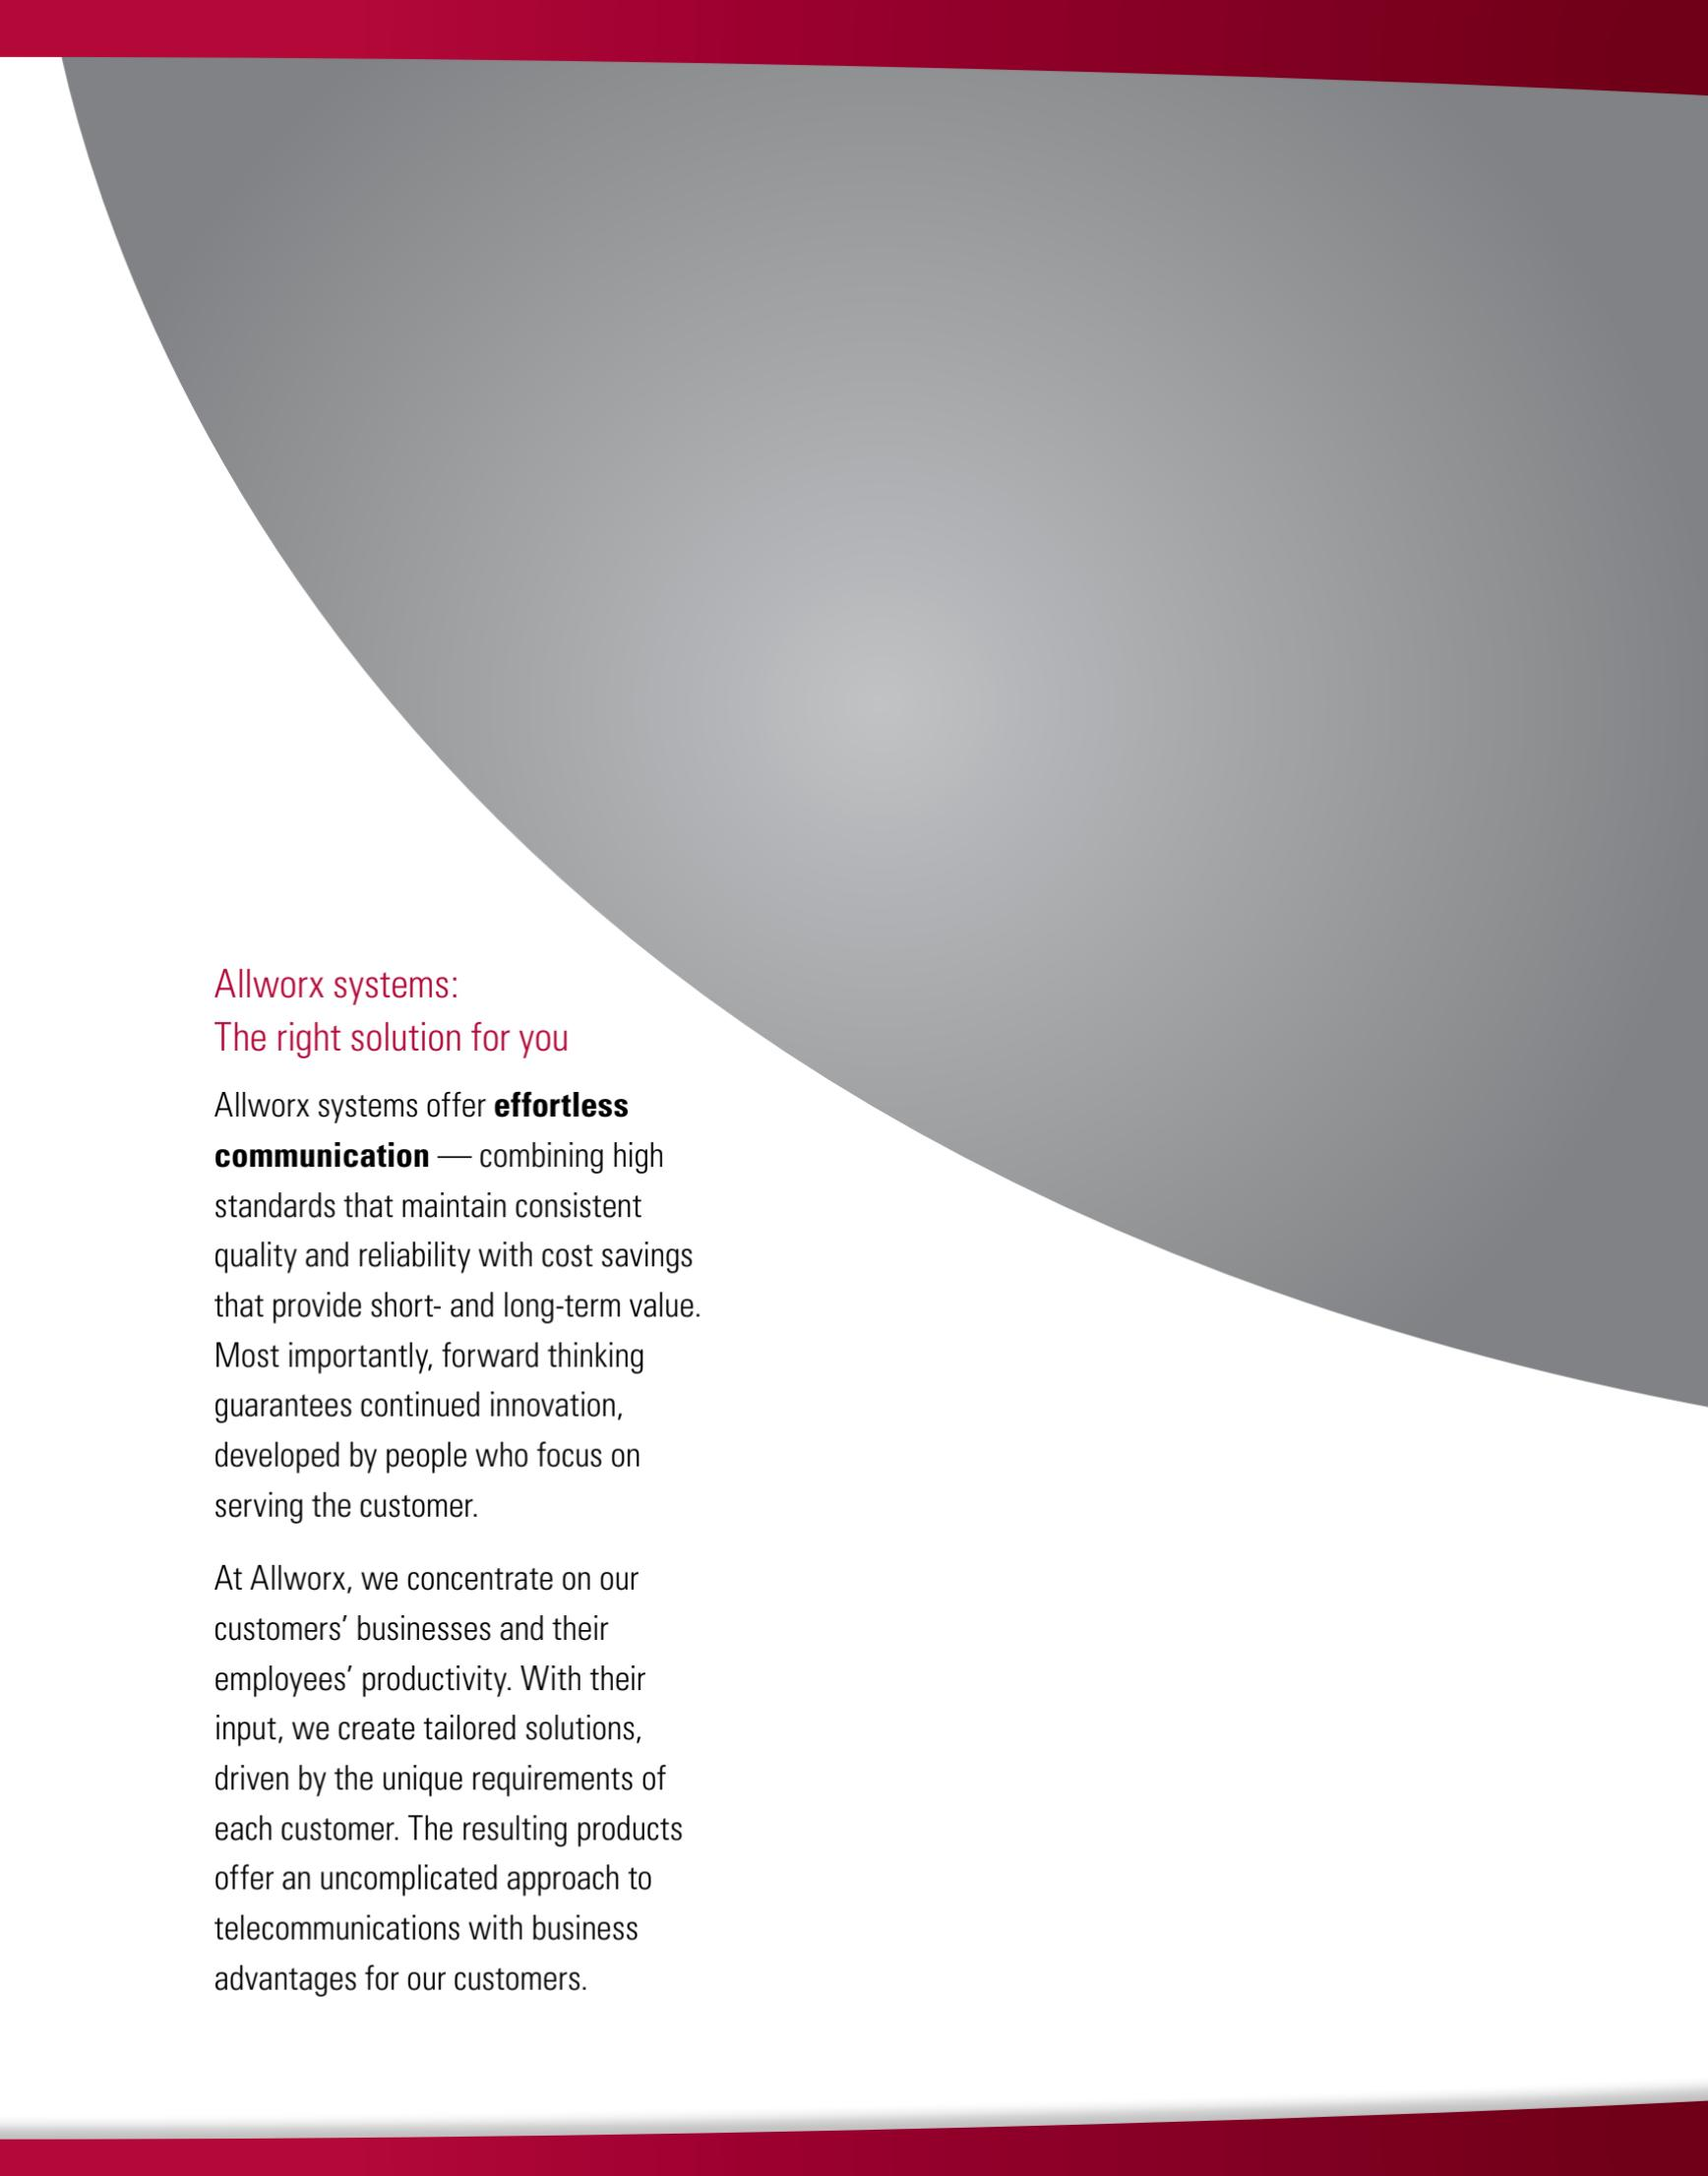 Allworx systems:
The right solution for you
Allworx systems offer effortless
communication — combining high
standards that maintain consistent
quality and reliability with cost savings
that provide short- and long-term value.
Most importantly, forward thinking
guarantees continued innovation,
developed by people who focus on
serving the customer.
At Allworx, we concentrate on our
customers’ businesses and their
employees’ productivity. With their
input, we create tailored solutions,
driven by the unique requirements of
each customer. The resulting products
offer an uncomplicated approach to
telecommunications with business
advantages for our customers.